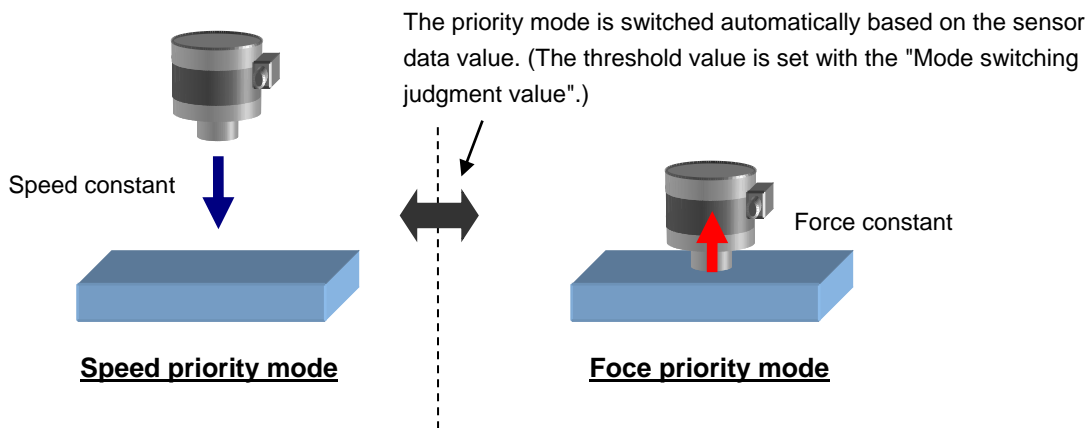 The priority mode is switched automatically based on the sensor
data value. (The threshold value is set with the "Mode switching
judgment value".)
Speed constant
Force constant
Speed priority mode
Foce priority mode